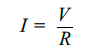 I = V/R